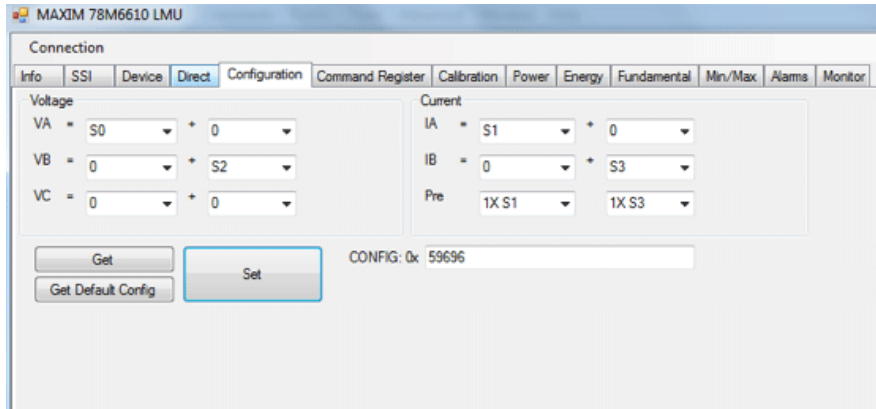 MAXIM 78M6610 LMU
Connection
Info SSI Device Direct Configuration Command Register Calibration Power Energy Fundamental Min/Max Alarms Monitor
Voltage Current
VA = S0 + 0 IA = S1 + 0
VB = 0 + S2 IB = 0 + S3
VC = 0 + 0 Pre 1X S1 1X S3
Get Set CONFIG: 0x 59696
Get Default Config